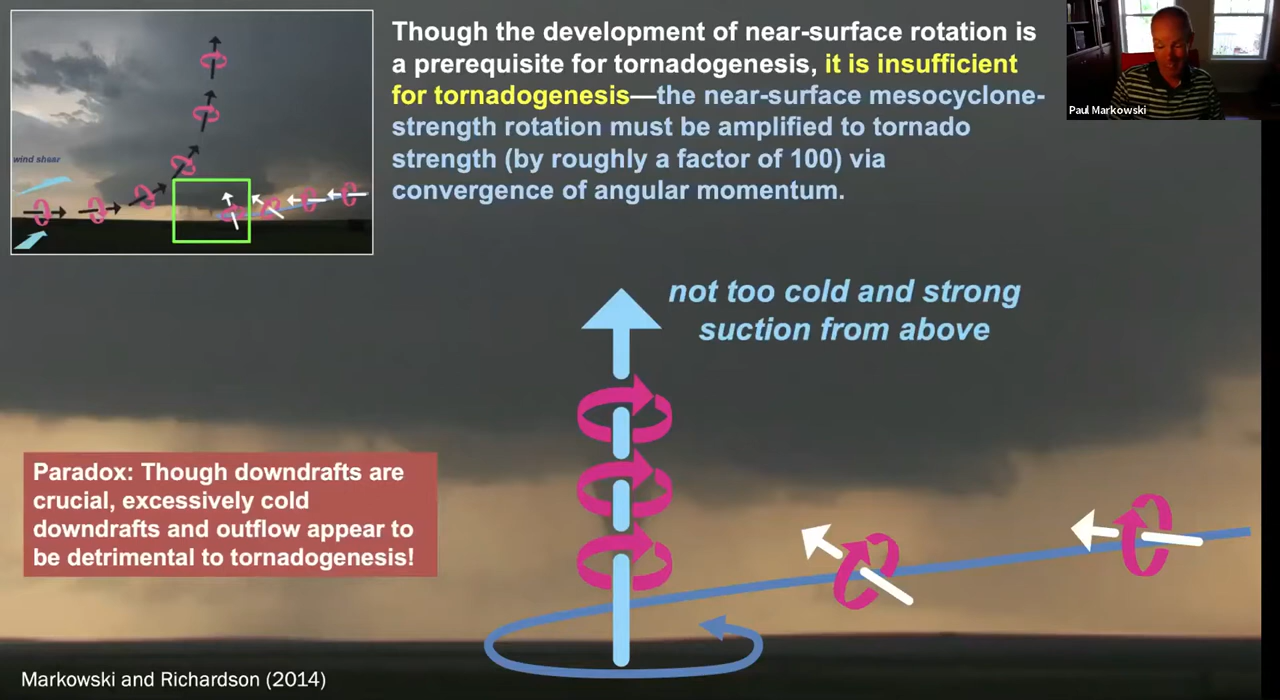 Though the development of near-surface rotation is
a prerequisite for tornadogenesis, it is insufficient
for tornadogenesis—the near-surface mesocyclone-
strength rotation must be amplified to tornado
strength (by roughly a factor of 100) via
convergence of angular momentum.
Paul Markowski
wind shear
not too cold and strong
suction from above
Paradox: Though downdrafts are
crucial, excessively cold
downdrafts and outflow appear to
be detrimental to tornadogenesis!
Markowski and Richardson (2014)